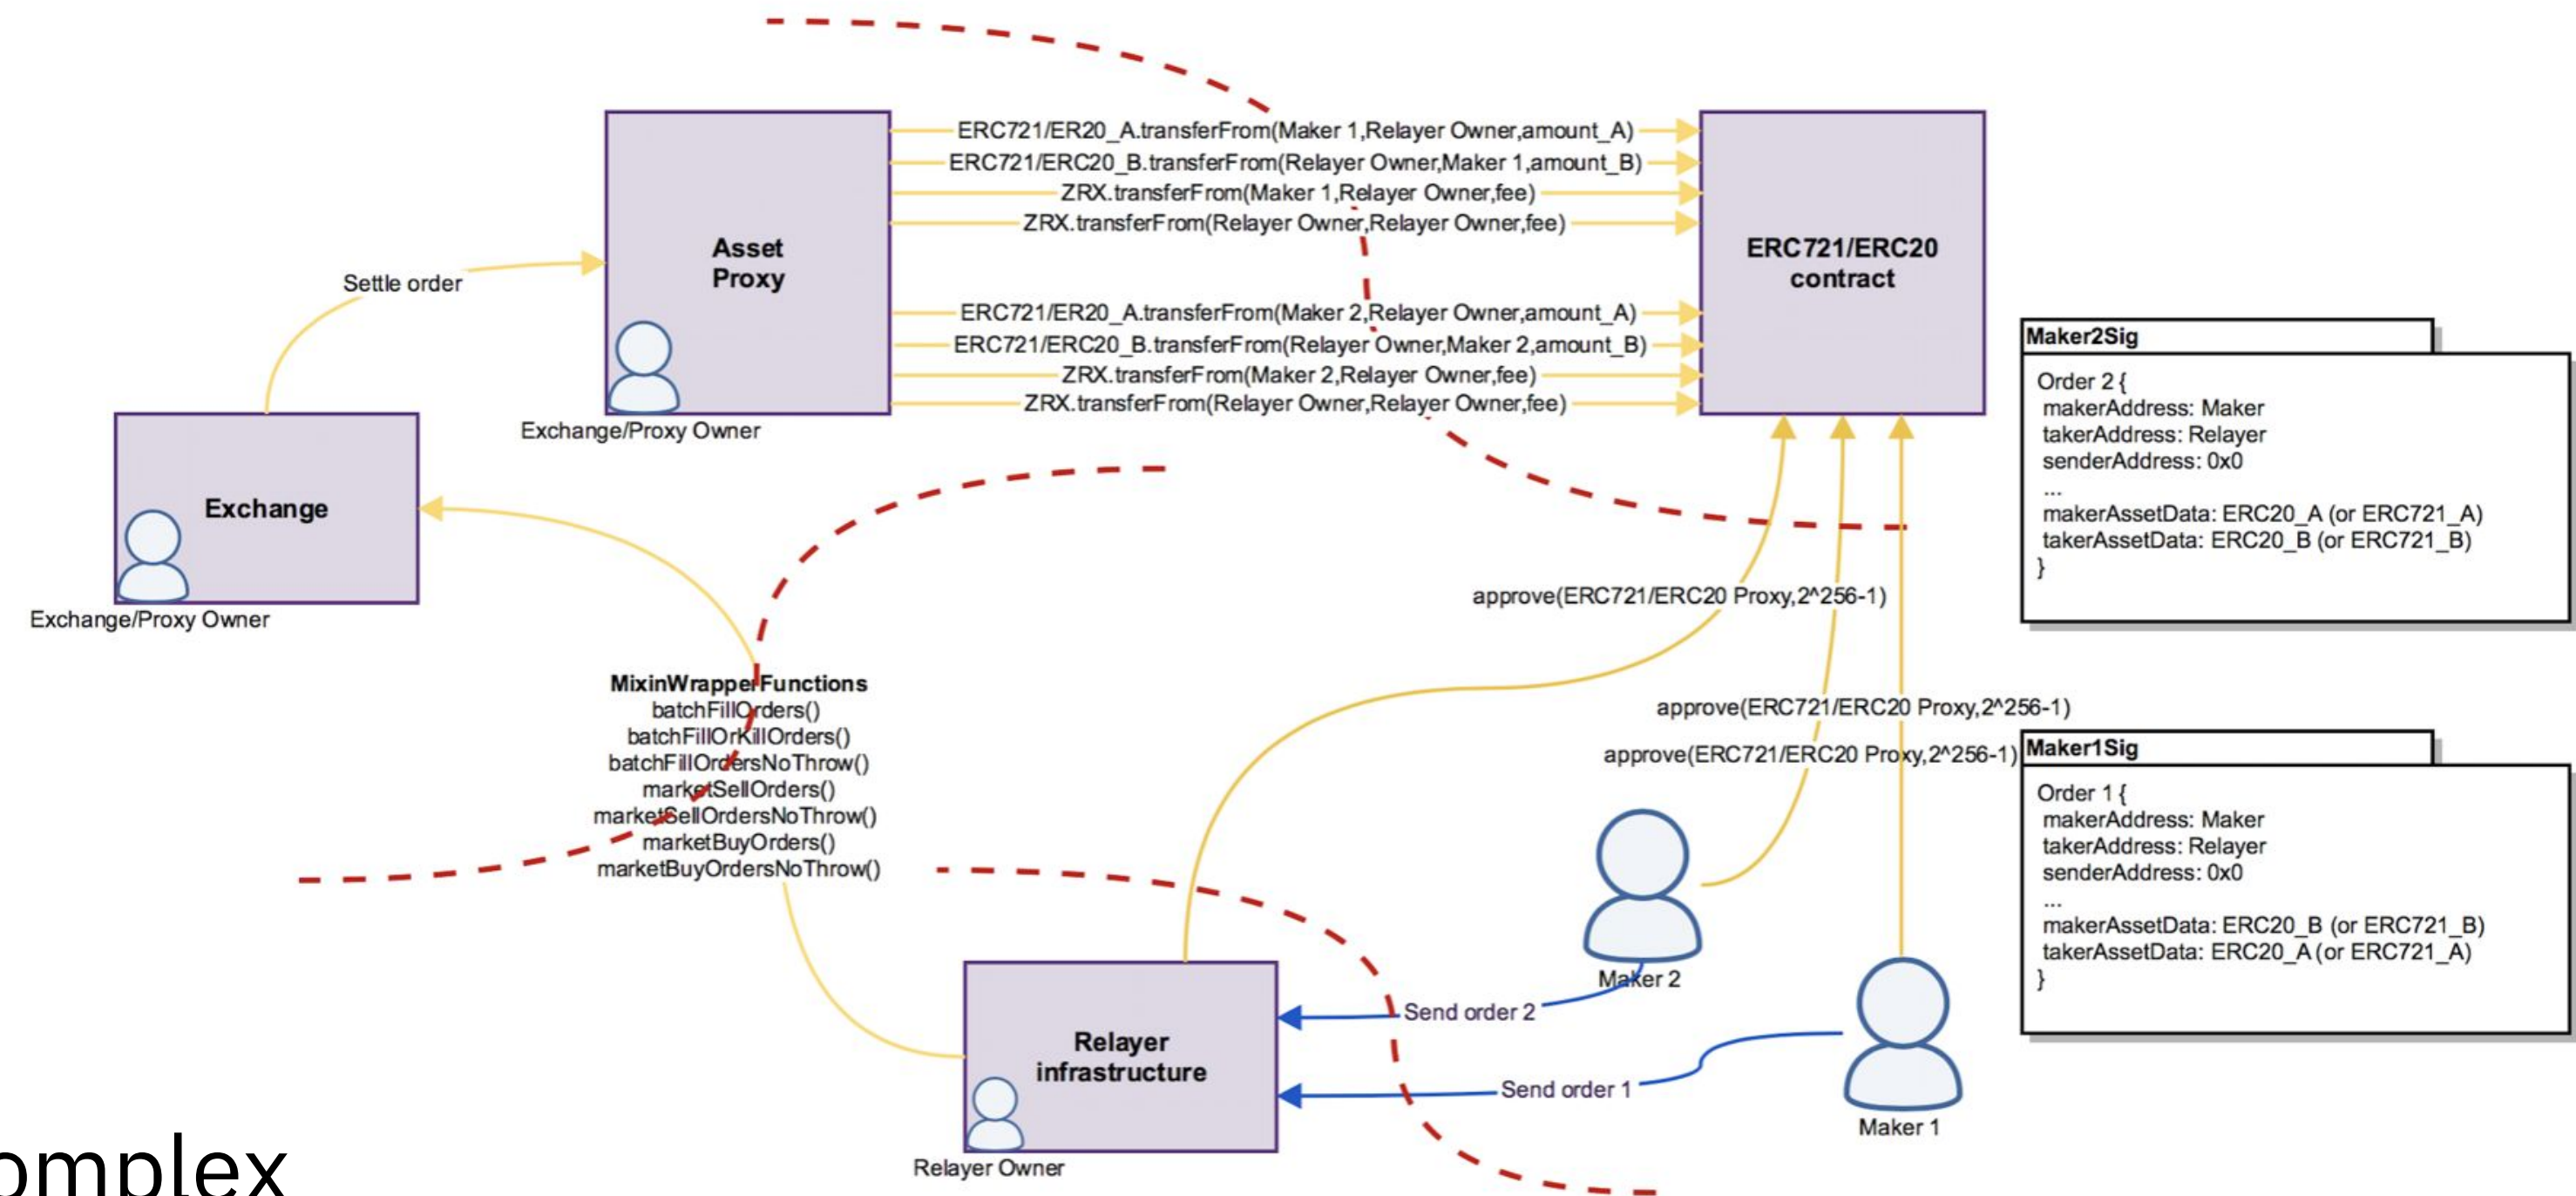 ERC721/ER20_A.transferFrom(Maker 1,Relayer Owner,amount_A)
ERC721/ERC20_B.transferFrom(Relayer Owner,Maker 1,amount_B)
ZRX.transferFrom(Maker 1,Relayer Owner,fee)
ZRX.transferFrom(Relayer Owner,Relayer Owner,fee)
Asset
Proxy
ERC721/ERC20
contract
Settle order
ERC721/ER20_A.transferFrom(Maker 2,Relayer Owner,amount_A)
ERC721/ERC20_B.transferFrom(Relayer Owner,Maker 2,amount_B)
ZRX.transferFrom(Maker 2,Relayer Owner,fee)
ZRX.transferFrom(Relayer Owner,Relayer Owner,fee)
Exchange/Proxy Owner
Maker2Sig
Order 2 {
makerAddress: Maker
takerAddress: Relayer
senderAddress: 0x0
...
makerAssetData: ERC20_A (or ERC721_A)
takerAssetData: ERC20_B (or ERC721_B)
}
Exchange
Exchange/Proxy Owner
approve(ERC721/ERC20 Proxy,2^256-1)
MixinWrapperFunctions
batchFillOrders()
batchFillOrKillOrders()
batchFillOrdersNoThrow()
marketSellOrders()
marketSellOrdersNoThrow()
marketBuyOrders()
marketBuyOrdersNoThrow()
approve(ERC721/ERC20 Proxy,2^256-1)
approve(ERC721/ERC20 Proxy,2^256-1)
Maker1Sig
Order 1 {
makerAddress: Maker
takerAddress: Relayer
senderAddress: 0x0
...
makerAssetData: ERC20_B (or ERC721_B)
takerAssetData: ERC20_A (or ERC721_A)
}
Maker 2
Send order 2
Relayer
infrastructure
Send order 1
Maker 1
Relayer Owner
omplex